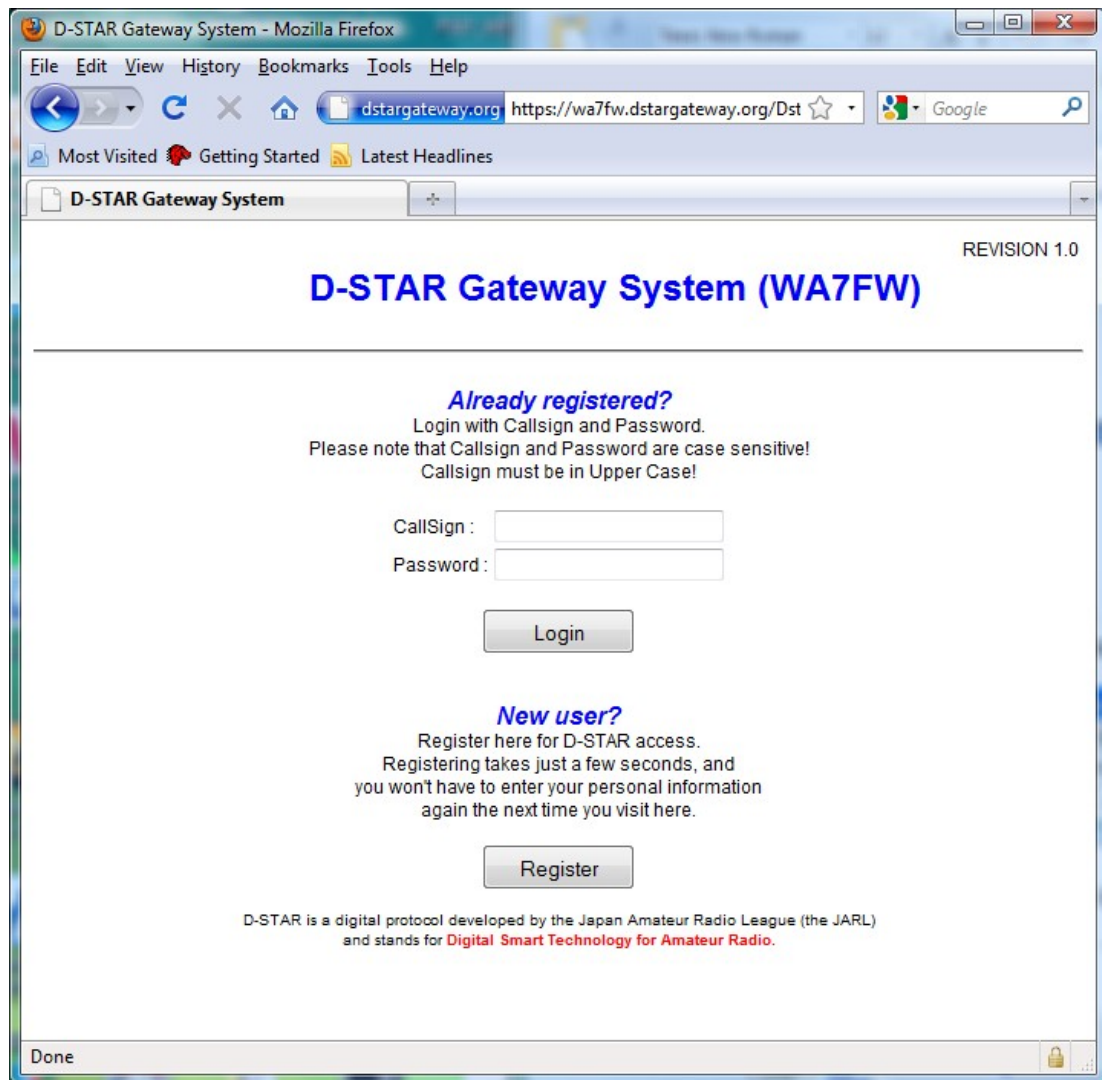 D-STAR Gateway System - Mozilla Firefox
File Edit View History Bookmarks Tools Help
dstargateway.org https://wa7fw.dstargateway.org/Dst Google
Most Visited Getting Started Latest Headlines
D-STAR Gateway System
REVISION 1.0
D-STAR Gateway System (WA7FW)
Already registered?
Login with Callsign and Password.
Please note that Callsign and Password are case sensitive!
Callsign must be in Upper Case!
CallSign :
Password :
Login
New user?
Register here for D-STAR access.
Registering takes just a few seconds, and
you won't have to enter your personal information
again the next time you visit here.
Register
D-STAR is a digital protocol developed by the Japan Amateur Radio League (the JARL)
and stands for Digital Smart Technology for Amateur Radio.
Done